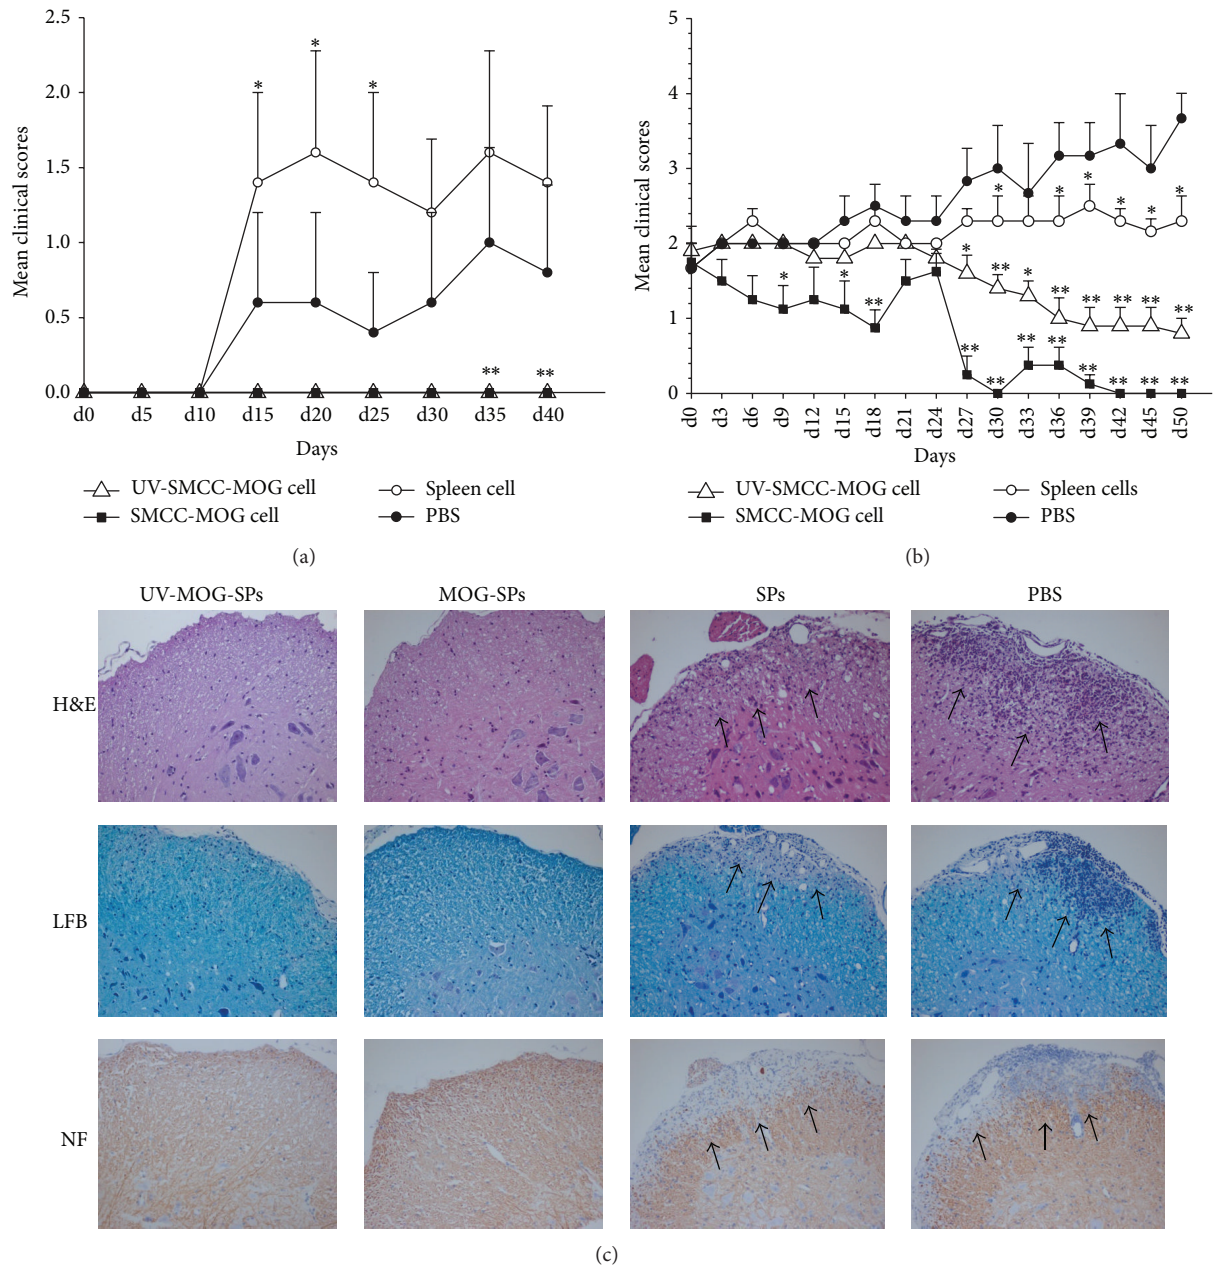 2.5
2.0
1.5
1.0
0.5
0.0
Mean clinical scores
* * *
** **
d0 d5 d10 d15 d20 d25 d30 d35 d40
Days
UV-SMCC-MOG cell
Spleen cell
SMCC-MOG cell
PBS
(a)
5
4
3
2
1
0
Mean clinical scores
* * * * * *
* ** * ** ** ** ** **
* * ** ** ** ** ** ** ** ** **
d0 d3 d6 d9 d12 d15 d18 d21 d24 d27 d30 d33 d36 d39 d42 d45 d50
Days
UV-SMCC-MOG cell
Spleen cells
SMCC-MOG cell
PBS
(b)
UV-MOG-SPs MOG-SPs SPs PBS
H&E
LFB
NF
(c)